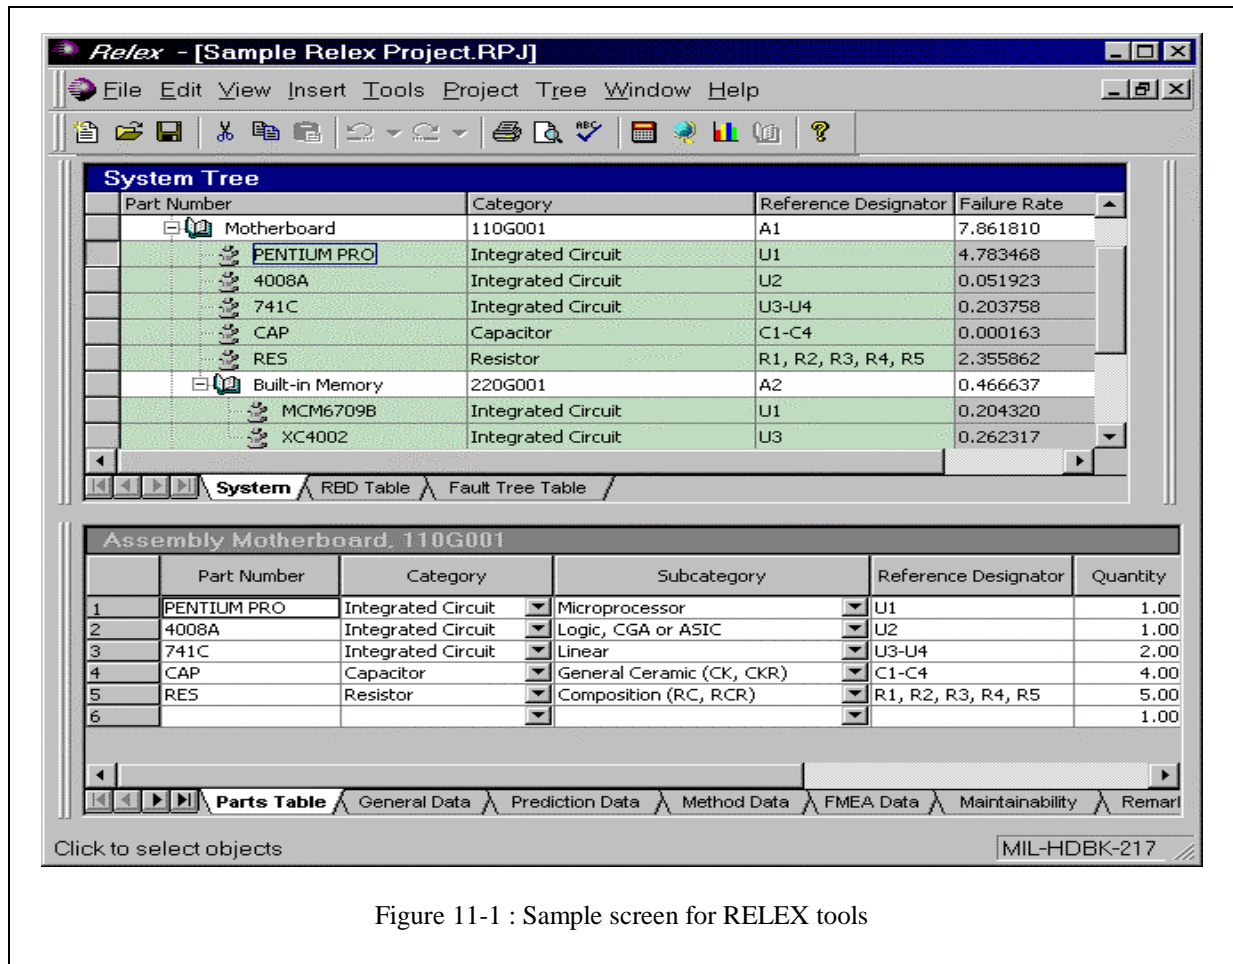 Relex - [Sample Relex Project.RPJ]
File Edit View Insert Tools Project Tree Window Help
ABC
System Tree
Part Number Category Reference Designator Failure Rate
Motherboard 110G001 A1 7.861810
PENTIUM PRO Integrated Circuit U1 4.783468
4008A Integrated Circuit U2 0.051923
741C Integrated Circuit U3-U4 0.203758
CAP Capacitor C1-C4 0.000163
RES Resistor R1, R2, R3, R4, R5 2.355862
Built-in Memory 220G001 A2 0.466637
MCM6709B Integrated Circuit U1 0.204320
XC4002 Integrated Circuit U3 0.262317
System RBD Table Fault Tree Table
Assembly Motherboard, 110G001
Part Number Category Subcategory Reference Designator Quantity
1 PENTIUM PRO Integrated Circuit Microprocessor U1 1.00
2 4008A Integrated Circuit Logic, CGA or ASIC U2 1.00
3 741C Integrated Circuit Linear U3-U4 2.00
4 CAP Capacitor General Ceramic (CK, CKR) C1-C4 4.00
5 RES Resistor Composition (RC, RCR) R1, R2, R3, R4, R5 5.00
6 1.00
Parts Table General Data Prediction Data Method Data FMEA Data Maintainability Remar
Click to select objects MIL-HDBK-217
Figure 11-1 : Sample screen for RELEX tools